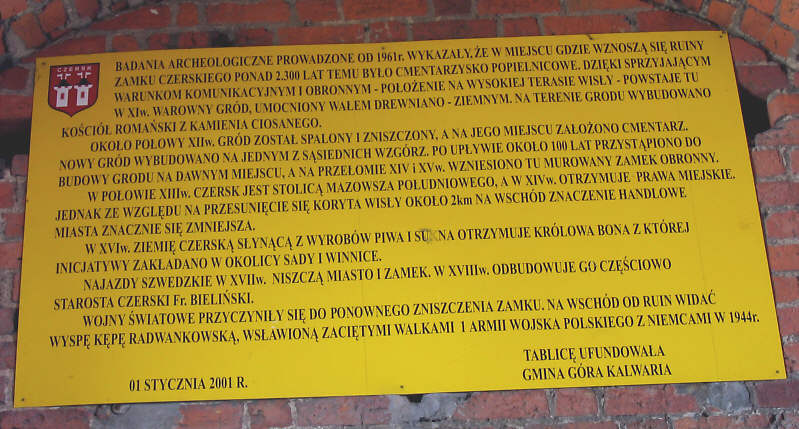 CZERSK
BADANIA ARCHEOLOGICZNE PROWADZONE OD 1961r. WYKAZAŁY, ŻE W MIEJSCU GDZIE WZNOSZĄ SIĘ RUINY
ZAMKU CZERSKIEGO PONAD 2.300 LAT TEMU BYŁO CMENTARZYSKO POPIELNICOWE. DZIĘKI SPRZYJAJĄCYM
WARUNKOM KOMUNIKACYJNYM I OBRONNYM - POŁOŻENIE NA WYSOKIEJ TERASIE WISŁY - POWSTAJE TU
W XIw. WAROWNY GRÓD, UMOCNIONY WAŁEM DREWNIANO - ZIEMNYM. NA TERENIE GRODU WYBUDOWANO
KOŚCIÓŁ ROMAŃSKI Z KAMIENIA CIOSANEGO.
OKOŁO POŁOWY XIIw. GRÓD ZOSTAŁ SPALONY I ZNISZCZONY, A NA JEGO MIEJSCU ZAŁOŻONO CMENTARZ.
NOWY GRÓD WYBUDOWANO NA JEDNYM Z SĄSIEDNICH WZGÓRZ. PO UPŁYWIE OKOŁO 100 LAT PRZYSTĄPIONO DO
BUDOWY GRODU NA DAWNYM MIEJSCU, A NA PRZEŁOMIE XIV i XVw. WZNIESIONO TU MUROWANY ZAMEK OBRONNY.
W POŁOWIE XIIIw. CZERSK JEST STOLICĄ MAZOWSZA POŁUDNIOWEGO, A W XIVw. OTRZYMUJE PRAWA MIEJSKIE.
JEDNAK ZE WZGLĘDU NA PRZESUNIĘCIE SIĘ KORYTA WISŁY OKOŁO 2km NA WSCHÓD ZNACZENIE HANDLOWE
MIASTA ZNACZNIE SIĘ ZMNIEJSZA.
W XVIw. ZIEMIĘ CZERSKĄ SŁYNĄCĄ Z WYROBÓW PIWA I SUKNA OTRZYMUJE KRÓLOWA BONA Z KTÓREJ
INICJATYWY ZAKŁADANO W OKOLICY SADY I WINNICE.
NAJAZDY SZWEDZKIE W XVIIw. NISZCZĄ MIASTO I ZAMEK. W XVIIIw. ODBUDOWUJE GO CZĘŚCIOWO
STAROSTA CZERSKI Fr. BIELIŃSKI.
WOJNY ŚWIATOWE PRZYCZYNIŁY SIĘ DO PONOWNEGO ZNISZCZENIA ZAMKU. NA WSCHÓD OD RUIN WIDAĆ
WYSPĘ KĘPĘ RADWANKOWSKĄ, WSŁAWIONĄ ZACIĘTYMI WALKAMI 1 ARMII WOJSKA POLSKIEGO Z NIEMCAMI W 1944r.
TABLICĘ UFUNDOWAŁA
01 STYCZNIA 2001 R.
GMINA GÓRA KALWARIA